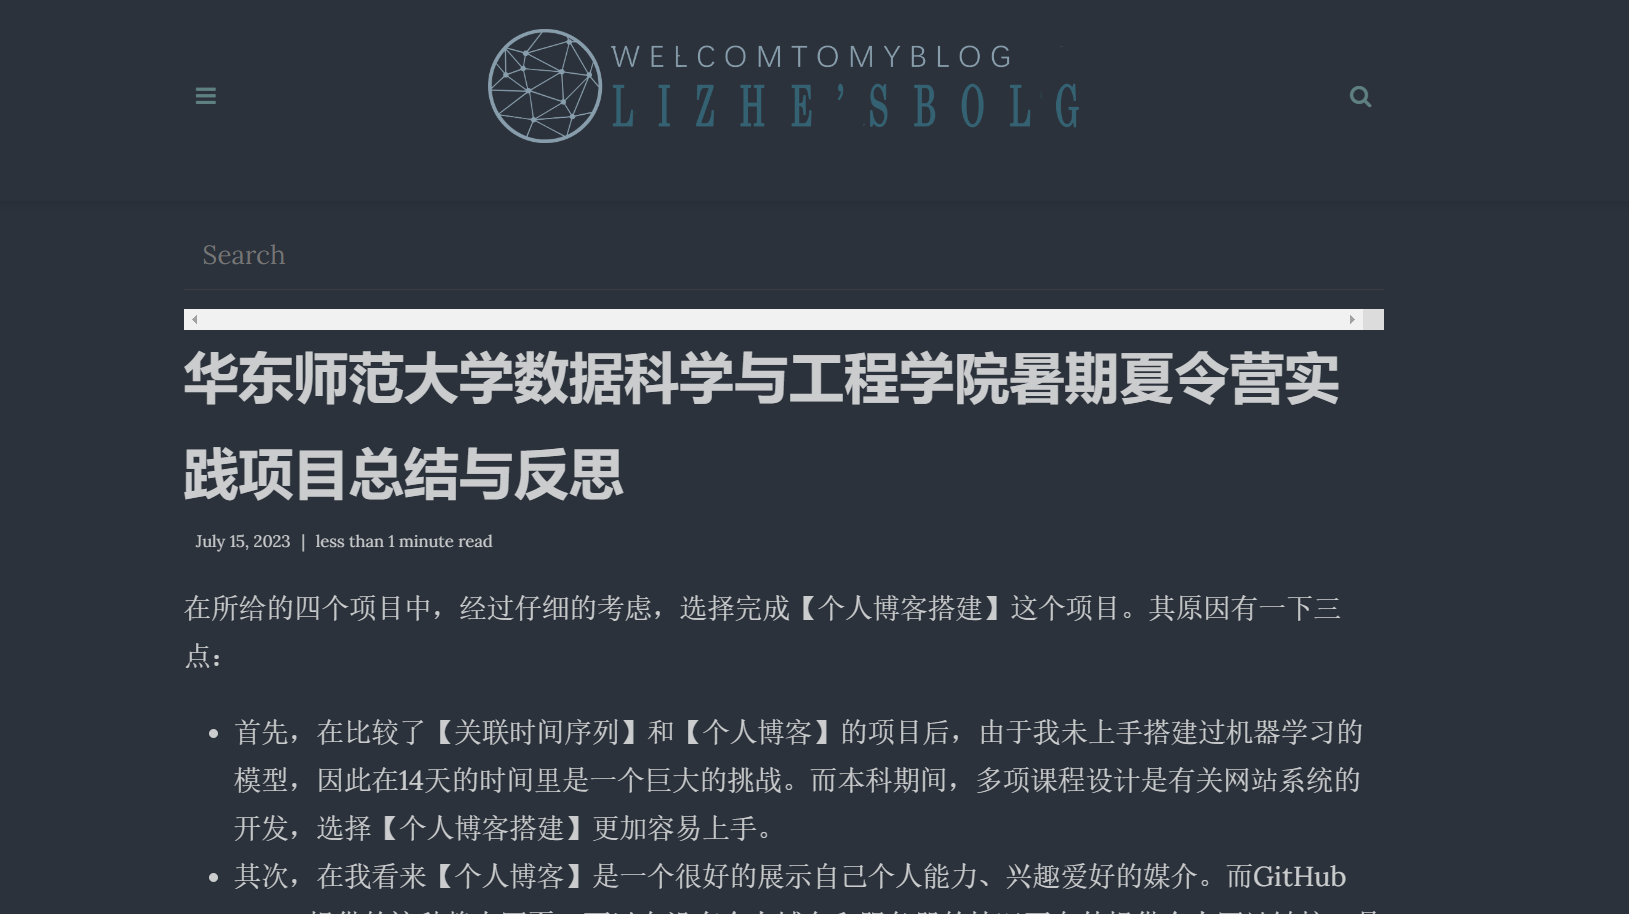 WELCOMTOMYBLOG
LIZHE'SBOLG
Search
华东师范大学数据科学与工程学院暑期夏令营实
践项目总结与反思
July 15, 2023 | less than 1 minute read
在所给的四个项目中，经过仔细的考虑，选择完成【个人博客搭建】这个项目。其原因有一下三
点：
首先，在比较了【关联时间序列】和【个人博客】的项目后，由于我未上手搭建过机器学习的
模型，因此在14天的时间里是一个巨大的挑战。而本科期间，多项课程设计是有关网站系统的
开发，选择【个人博客搭建】更加容易上手。
其次，在我看来【个人博客】是一个很好的展示自己个人能力、兴趣爱好的媒介。而GitHub